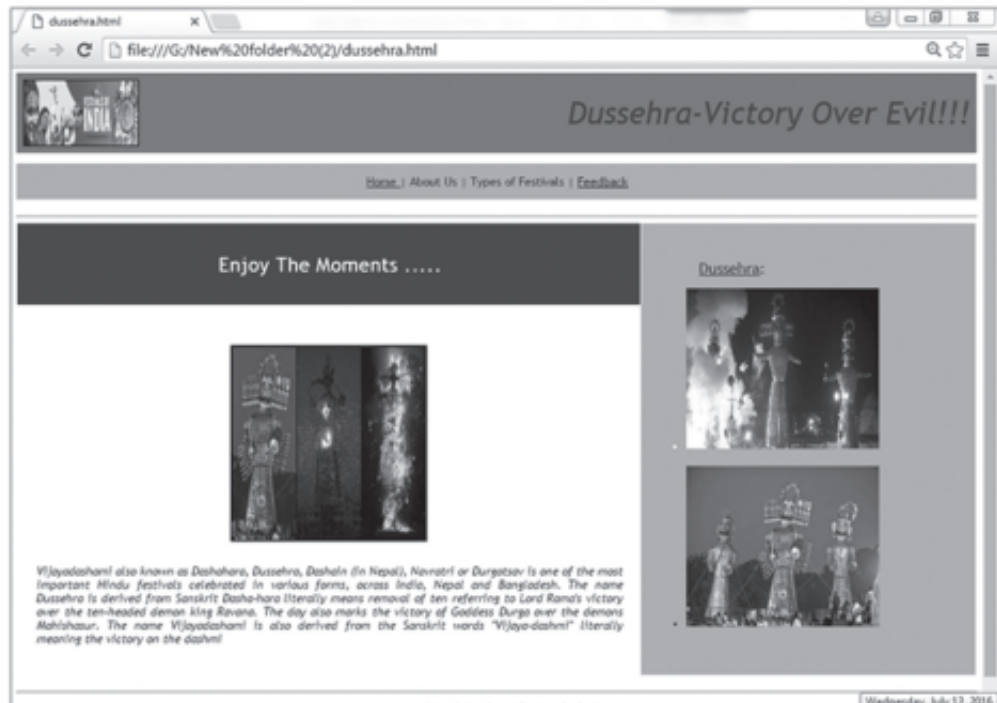 dussehra.html
file:///G:/New%20folder%20(2)/dussehra.html
INDIA
Dussehra-Victory Over Evil!!!
Home | About Us | Types of Festivals | Feedback
Enjoy The Moments .....
Dussehra:
Vijayadashami also known as Dashahara, Dussehra, Dashain (in Nepal), Navratri or Durgotsav is one of the most
important Hindu festivals celebrated in various forms, across India, Nepal and Bangladesh. The name
Dussehra is derived from Sanskrit Dasha-hara literally means removal of ten referring to Lord Rama's victory
over the ten-headed demon king Ravana. The day also marks the victory of Goddess Durga over the demons
Mahishasur. The name Vijayadashami is also derived from the Sanskrit words "Vijaya-dashmi" literally
meaning the victory on the dashmi
Wednesday, July 13, 2016